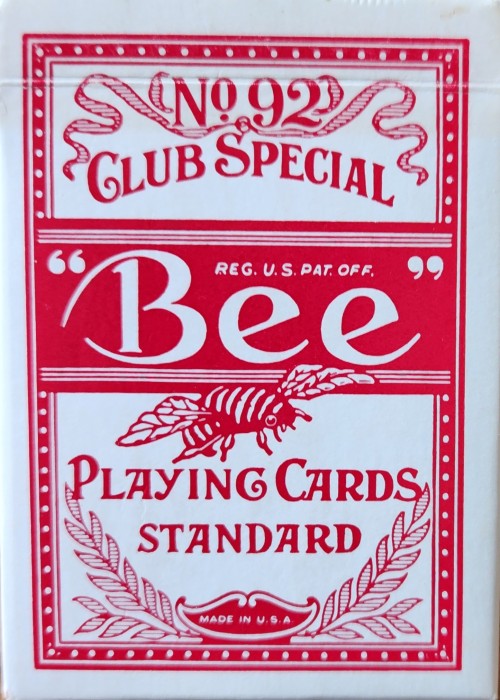 No 92
CLUB SPECIAL
REG. U.S. PAT. OFF.
“Bee”
PLAYING CARDS
STANDARD
MADE IN U.S.A